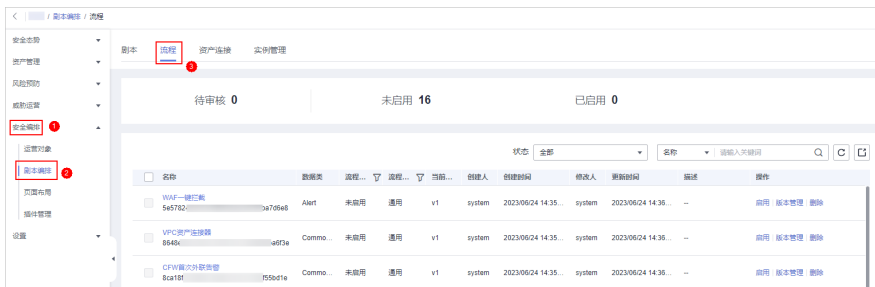 / 剧本编排 / 流程
安全态势
资产管理
风险预防
威胁运营
安全编排 1
运营对象
剧本编排 2
页面布局
插件管理
设置
剧本 流程 资产连接 实例管理
3
待审核 0 未启用 16 已启用 0
状态 全部 名称 请输入关键词
名称 数据类 流程... 流程... 当前... 创建人 创建时间 修改人 更新时间 描述 操作
WAF一键拦截
5e5782 ba7d6e8 Alert 未启用 通用 v1 system 2023/06/24 14:35... system 2023/06/24 14:36... -- 启用 版本管理 删除
VPC资产连接器
8648c a6f3e Commo... 未启用 通用 v1 system 2023/06/24 14:35... system 2023/06/24 14:36... -- 启用 版本管理 删除
CFW首次外联告警
8ca18f f55bd1e Commo... 未启用 通用 v1 system 2023/06/24 14:35... system 2023/06/24 14:36... -- 启用 版本管理 删除